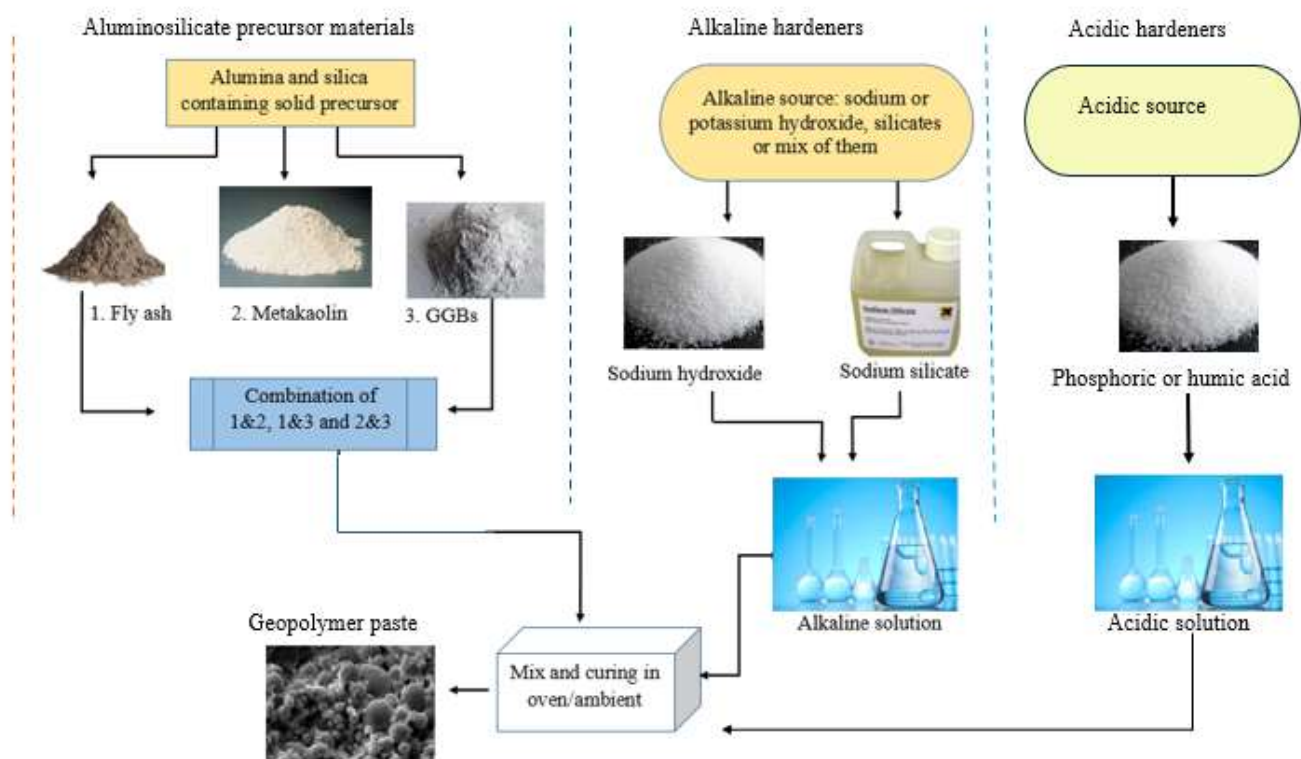 Aluminosilicate precursor materials
Alkaline hardeners
Acidic hardeners
Alumina and silica
containing solid precursor
Alkaline source: sodium or
potassium hydroxide, silicates
or mix of them
Acidic source
1. Fly ash
2. Metakaolin
3. GGBs
Sodium hydroxide
Sodium silicate
Phosphoric or humic acid
Combination of
1&2, 1&3 and 2&3
Alkaline solution
Acidic solution
Geopolymer paste
Mix and curing in
oven/ambient